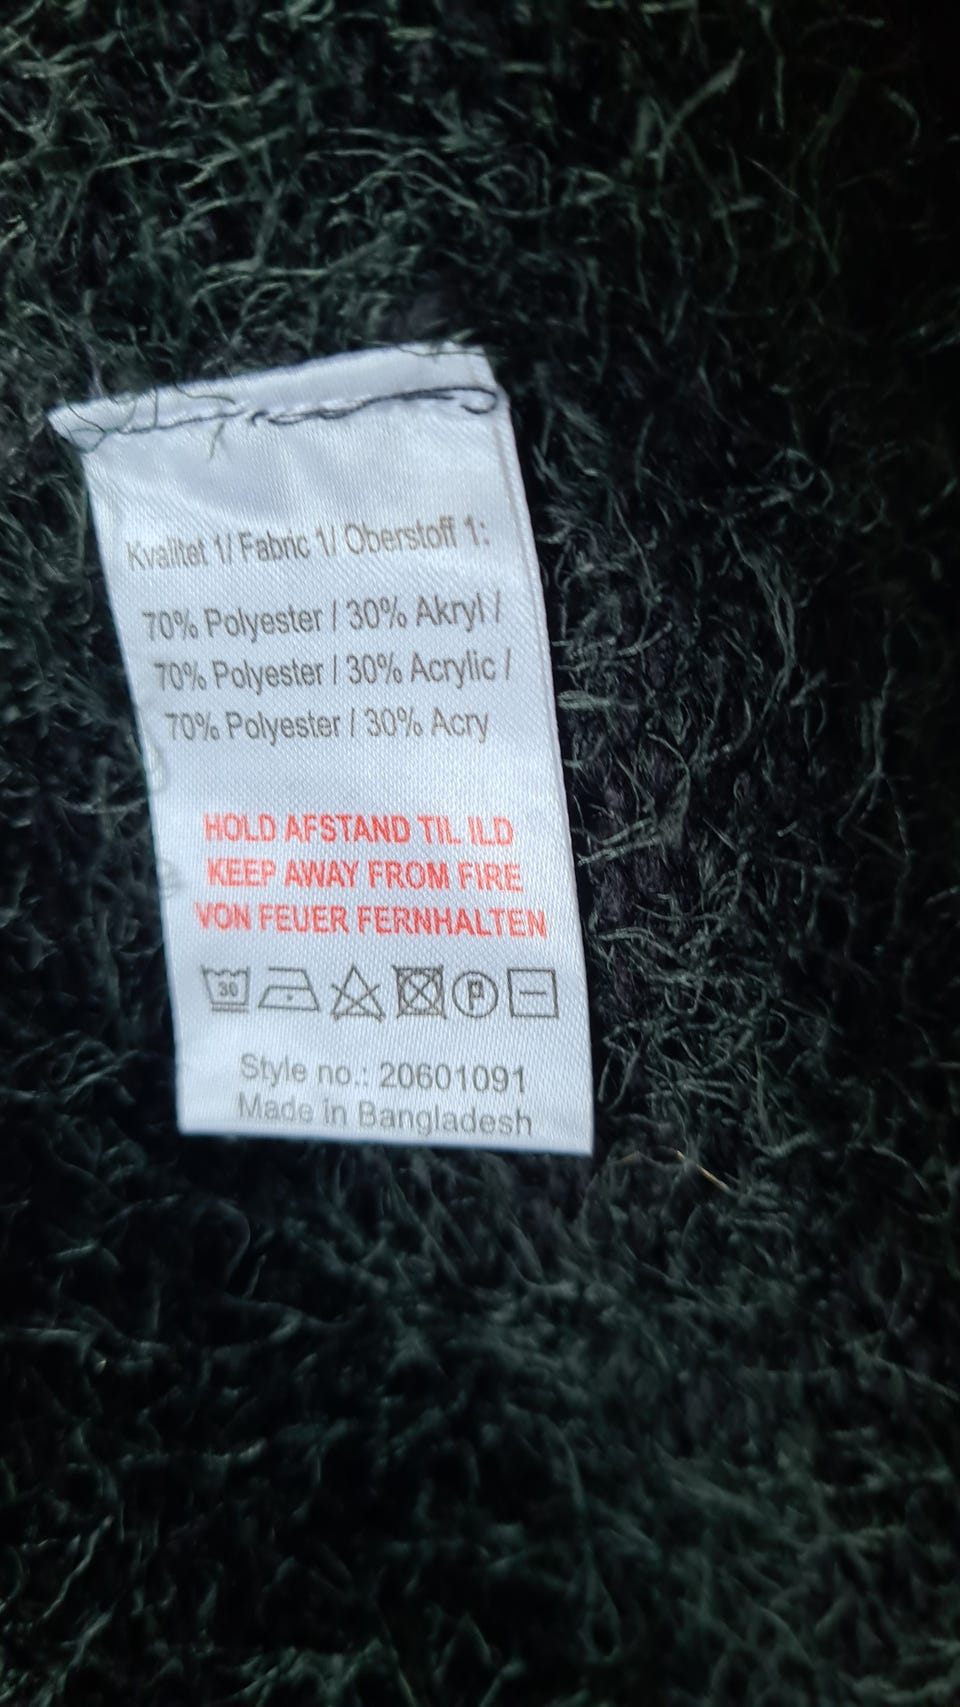 Kvalitet 1/ Fabric 1/ Oberstoff 1:
70% Polyester / 30% Akryl /
70% Polyester / 30% Acrylic /
70% Polyester / 30% Acry
HOLD AFSTAND TIL ILD
KEEP AWAY FROM FIRE
VON FEUER FERNHALTEN
30 P
Style no.: 20601091
Made in Bangladesh